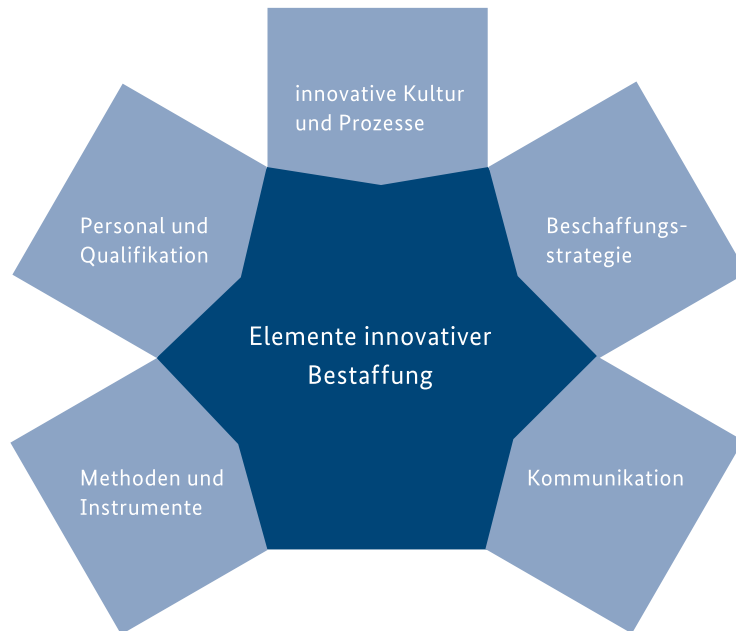 innovative Kultur
und Prozesse
Personal und
Qualifikation
Beschaffungs-
strategie
Elemente innovativer
Bestaffung
Methoden und
Instrumente
Kommunikation